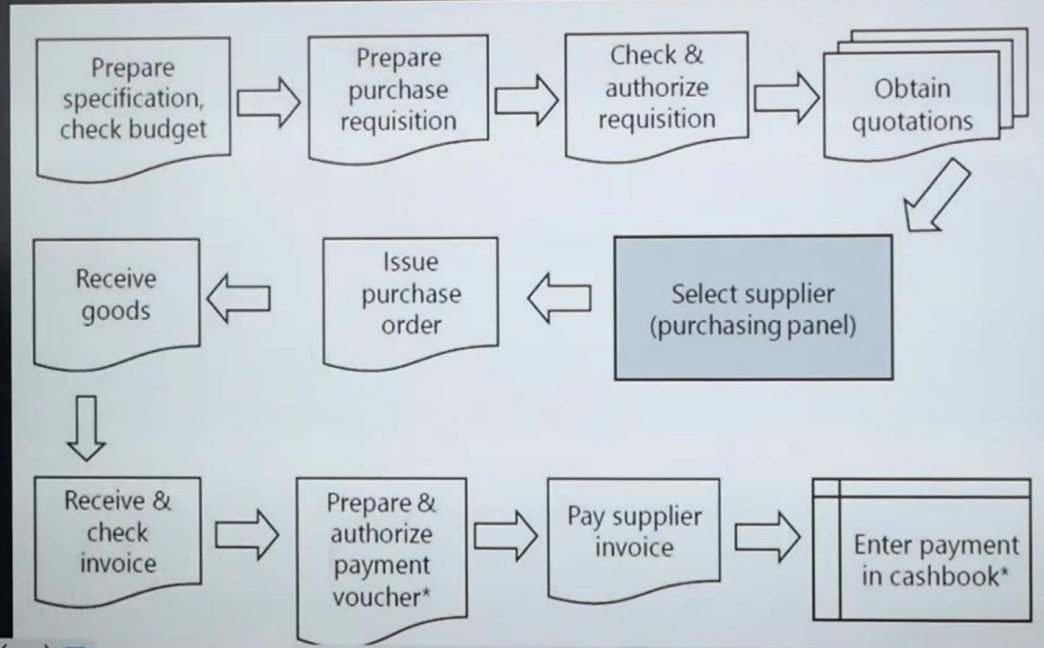 Prepare
specification,
check budget
Prepare
purchase
requisition
Check &
authorize
requisition
Obtain
quotations
Select supplier
(purchasing panel)
Issue
purchase
order
Receive
goods
Receive &
check
invoice
Prepare &
authorize
payment
voucher*
Pay supplier
invoice
Enter payment
in cashbook*